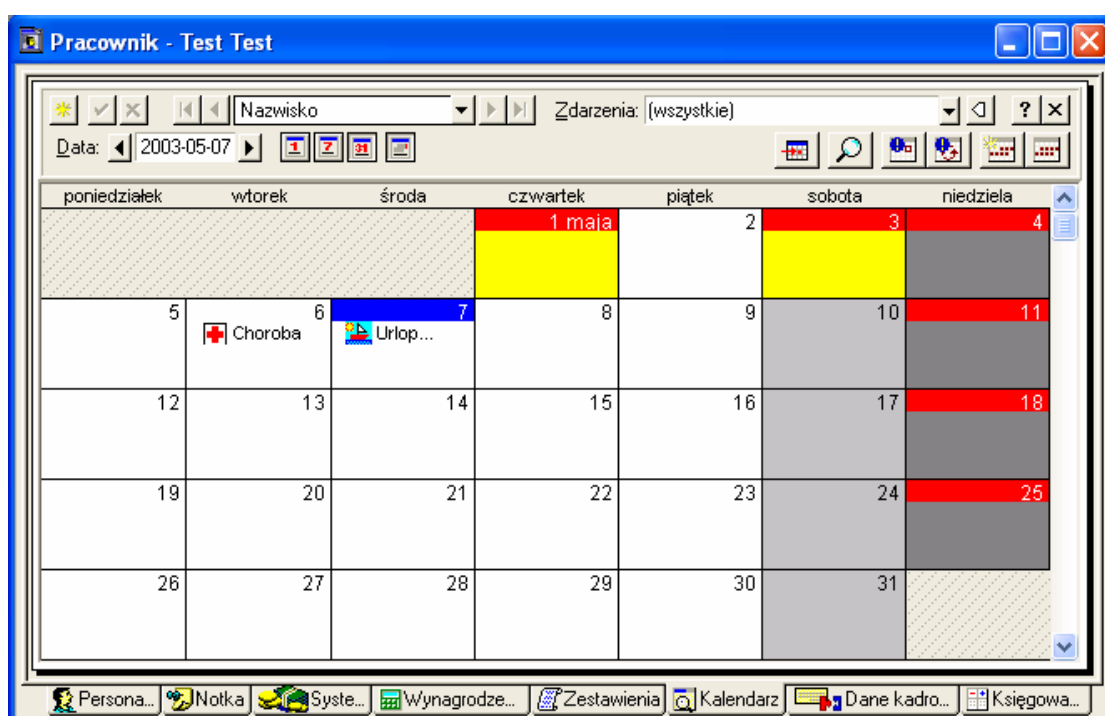 Pracownik - Test Test
Nazwisko Zdarzenia: (wszystkie) ?
Data: 2003-05-07 1 7 31
poniedziałek wtorek środa czwartek piątek sobota niedziela
1 maja 2 3 4
5 6 7 8 9 10 11
Choroba Urlop...
12 13 14 15 16 17 18
19 20 21 22 23 24 25
26 27 28 29 30 31
Persona... Notka Syste... Wynagrodze... Zestawienia Kalendarz Dane kadro... Księgowa...